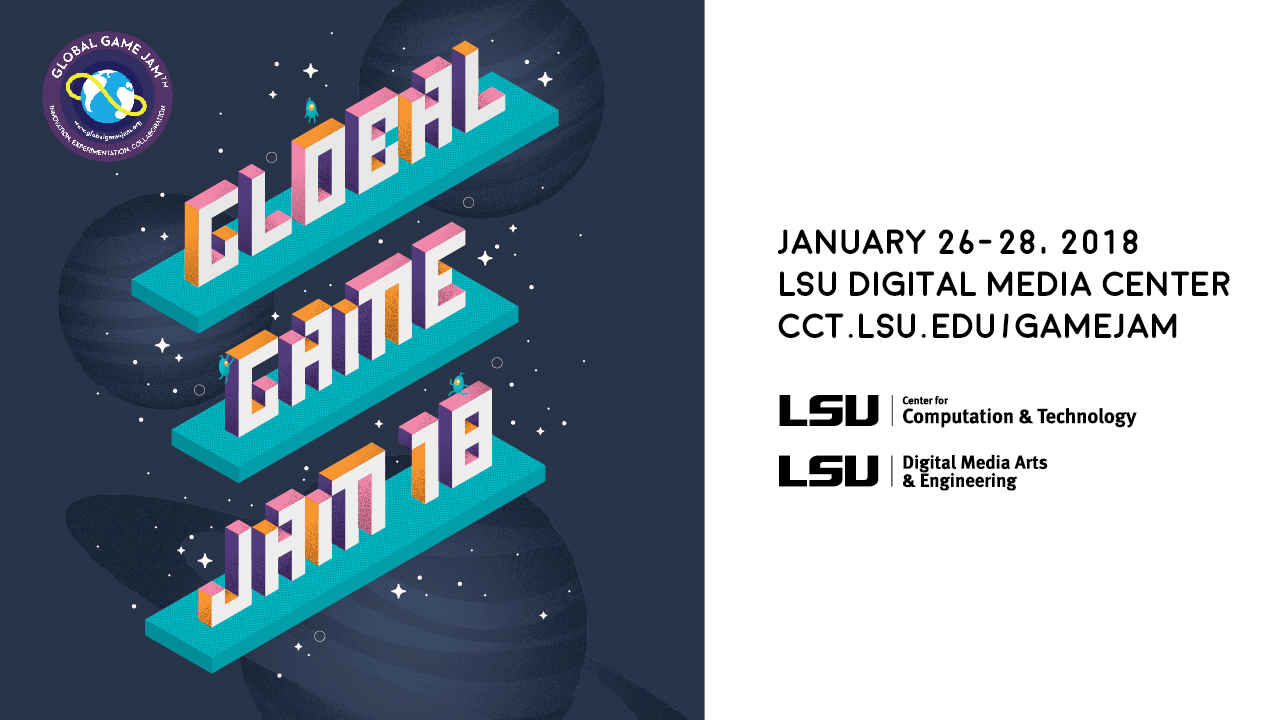 GLOBAL GAME JAM™
www.globalgamejam.org
INNOVATION, EXPERIMENTATION, COLLABORATION
GLOBAL
GAME
JAM 18
JANUARY 26-28, 2018
LSU DIGITAL MEDIA CENTER
CCT.LSU.EDU/GAMEJAM
LSU | Center for
Computation & Technology
LSU | Digital Media Arts
& Engineering